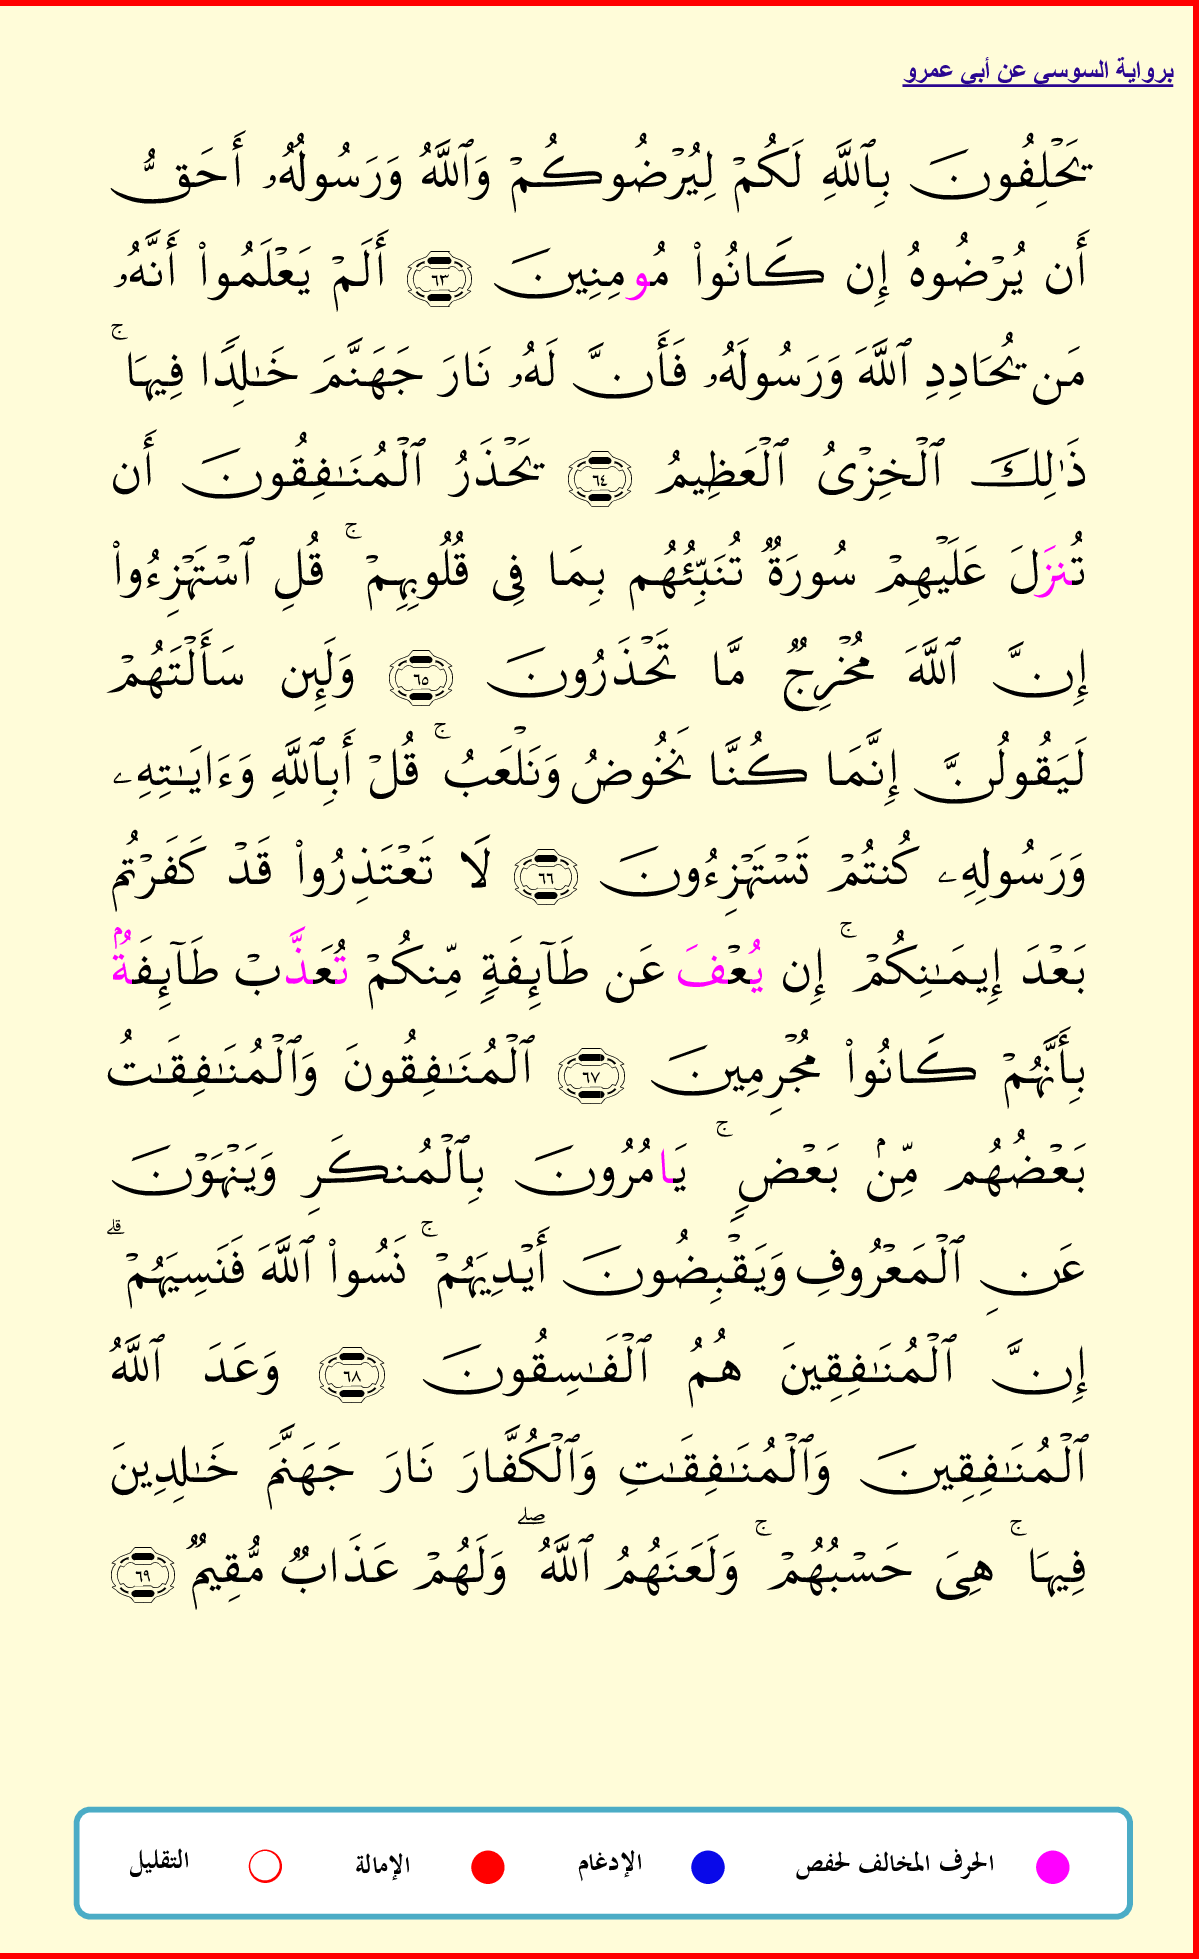 برواية السوسي عن أبي عمرو
يَحْلِفُونَ بِٱللَّهِ لَكُمْ لِيُرْضُوكُمْ وَٱللَّهُ وَرَسُولُهُۥ أَحَقُّ
أَن يُرْضُوهُ إِن كَانُوا۟ مُومِنِينَ ٦٣ أَلَمْ يَعْلَمُوا۟ أَنَّهُۥ
مَن يُحَادِدِ ٱللَّهَ وَرَسُولَهُۥ فَأَنَّ لَهُۥ نَارَ جَهَنَّمَ خَٰلِدًا فِيهَا ۚ
ذَٰلِكَ ٱلْخِزْىُ ٱلْعَظِيمُ ٦٤ يَحْذَرُ ٱلْمُنَٰفِقُونَ أَن
تُنزَلَ عَلَيْهِمْ سُورَةٌ تُنَبِّئُهُم بِمَا فِى قُلُوبِهِمْ ۚ قُلِ ٱسْتَهْزِءُوا۟
إِنَّ ٱللَّهَ مُخْرِجٌ مَّا تَحْذَرُونَ ٦٥ وَلَئِن سَأَلْتَهُمْ
لَيَقُولُنَّ إِنَّمَا كُنَّا نَخُوضُ وَنَلْعَبُ ۚ قُلْ أَبِٱللَّهِ وَءَايَٰتِهِۦ
وَرَسُولِهِۦ كُنتُمْ تَسْتَهْزِءُونَ ٦٦ لَا تَعْتَذِرُوا۟ قَدْ كَفَرْتُم
بَعْدَ إِيمَٰنِكُمْ ۚ إِن يُعْفَ عَن طَآئِفَةٍ مِّنكُمْ تُعَذَّبْ طَآئِفَةٌۢ
بِأَنَّهُمْ كَانُوا۟ مُجْرِمِينَ ٦٧ ٱلْمُنَٰفِقُونَ وَٱلْمُنَٰفِقَٰتُ
بَعْضُهُم مِّنۢ بَعْضٍ ۚ يَامُرُونَ بِٱلْمُنكَرِ وَيَنْهَوْنَ
عَنِ ٱلْمَعْرُوفِ وَيَقْبِضُونَ أَيْدِيَهُمْ ۚ نَسُوا۟ ٱللَّهَ فَنَسِيَهُمْ ۗ
إِنَّ ٱلْمُنَٰفِقِينَ هُمُ ٱلْفَٰسِقُونَ ٦٨ وَعَدَ ٱللَّهُ
ٱلْمُنَٰفِقِينَ وَٱلْمُنَٰفِقَٰتِ وَٱلْكُفَّارَ نَارَ جَهَنَّمَ خَٰلِدِينَ
فِيهَا ۚ هِىَ حَسْبُهُمْ ۚ وَلَعَنَهُمُ ٱللَّهُ ۖ وَلَهُمْ عَذَابٌ مُّقِيمٌ ٦٩
الحرف المخالف لحفص الإدغام الإمالة التقليل